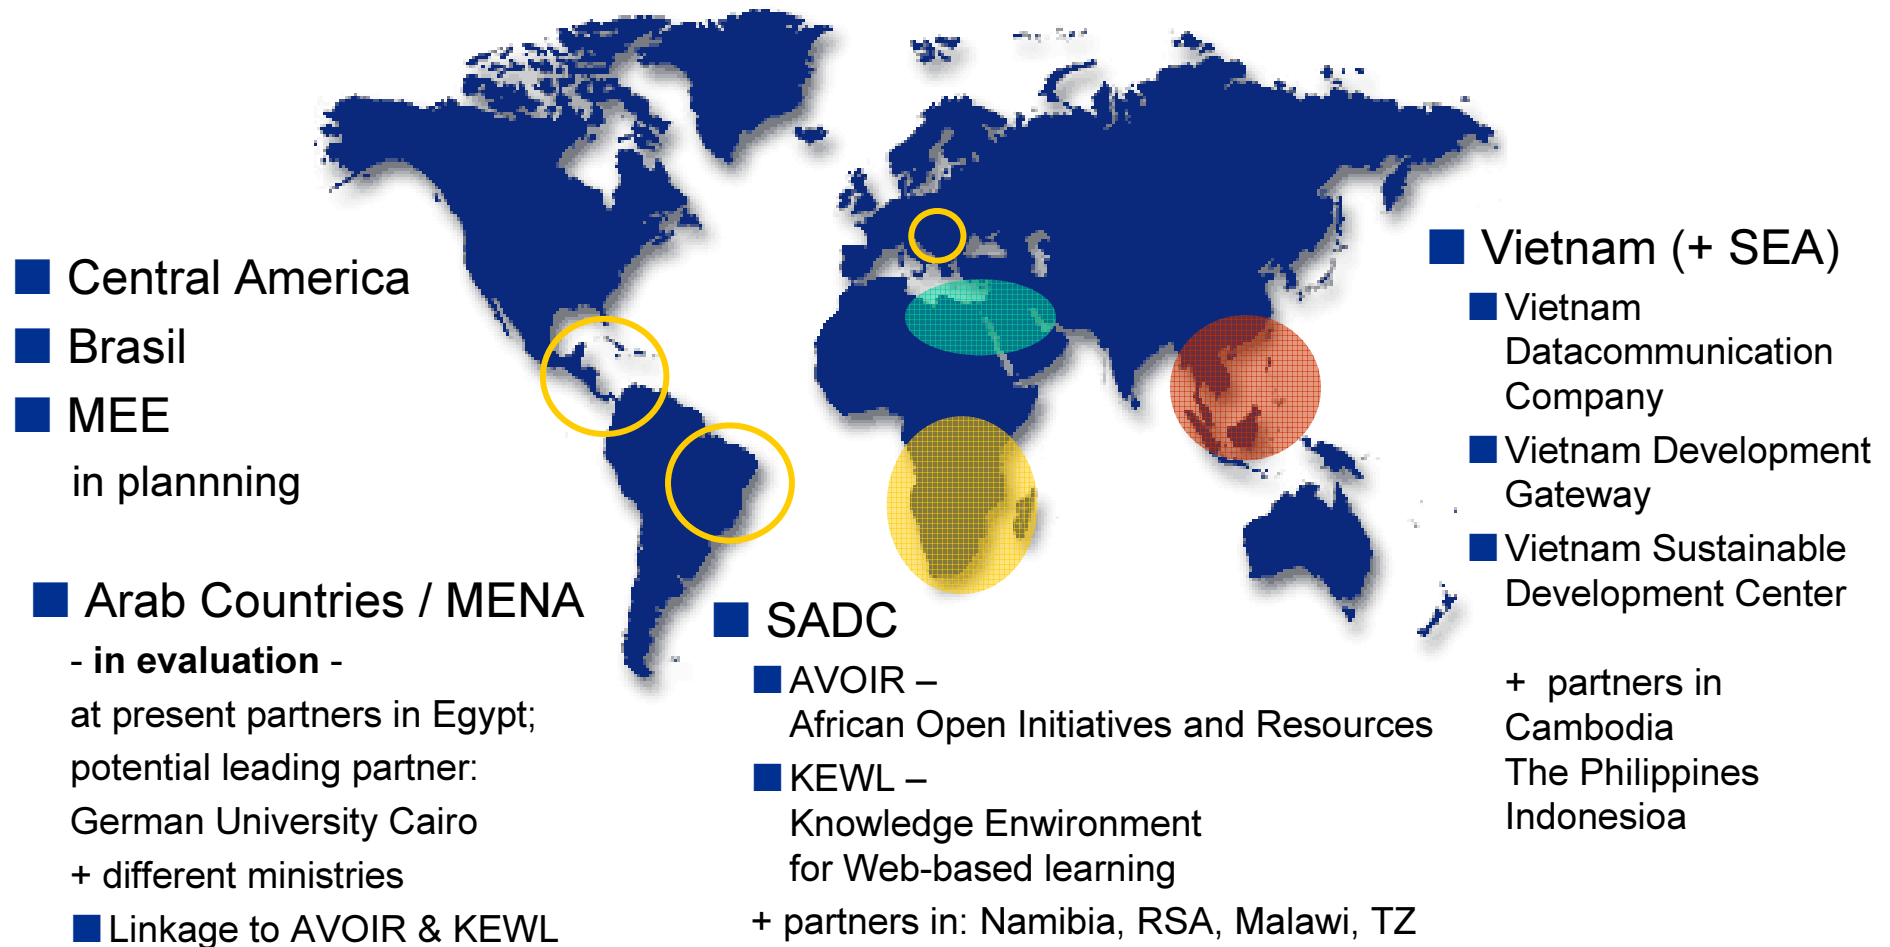 Central America
Brasil
MEE
in plannning
Arab Countries / MENA
- in evaluation -
at present partners in Egypt;
potential leading partner:
German University Cairo
+ different ministries
Linkage to AVOIR & KEWL
SADC
AVOIR –
African Open Initiatives and Resources
KEWL –
Knowledge Enwironment
for Web-based learning
+ partners in: Namibia, RSA, Malawi, TZ
Vietnam (+ SEA)
Vietnam
Datacommunication
Company
Vietnam Development
Gateway
Vietnam Sustainable
Development Center
+ partners in
Cambodia
The Philippines
Indonesioa